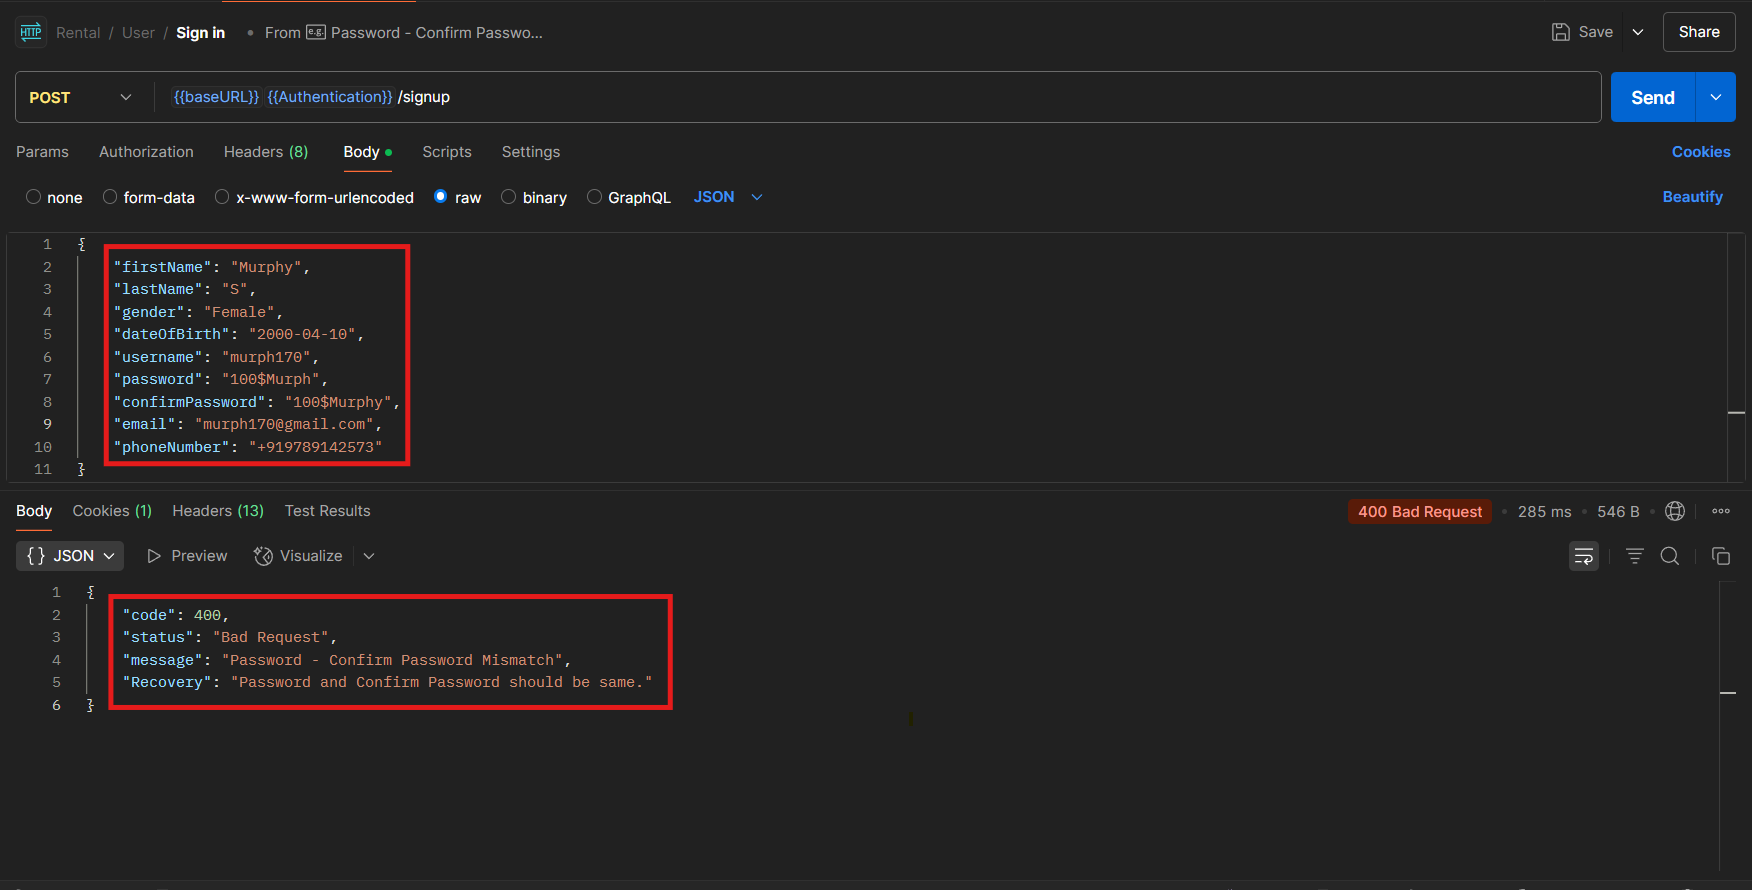 HTTP Rental / User / Sign in • From e.g. Password - Confirm Passwo... Save Share
POST {{baseURL}} {{Authentication}} /signup Send
Params Authorization Headers (8) Body Scripts Settings Cookies
none form-data x-www-form-urlencoded raw binary GraphQL JSON Beautify
1 {
2 "firstName": "Murphy",
3 "lastName": "S",
4 "gender": "Female",
5 "dateOfBirth": "2000-04-10",
6 "username": "murph170",
7 "password": "100$Murph",
8 "confirmPassword": "100$Murphy",
9 "email": "murph170@gmail.com",
10 "phoneNumber": "+919789142573"
11 }
Body Cookies (1) Headers (13) Test Results 400 Bad Request • 285 ms • 546 B
{} JSON Preview Visualize
1 {
2 "code": 400,
3 "status": "Bad Request",
4 "message": "Password - Confirm Password Mismatch",
5 "Recovery": "Password and Confirm Password should be same."
6 }